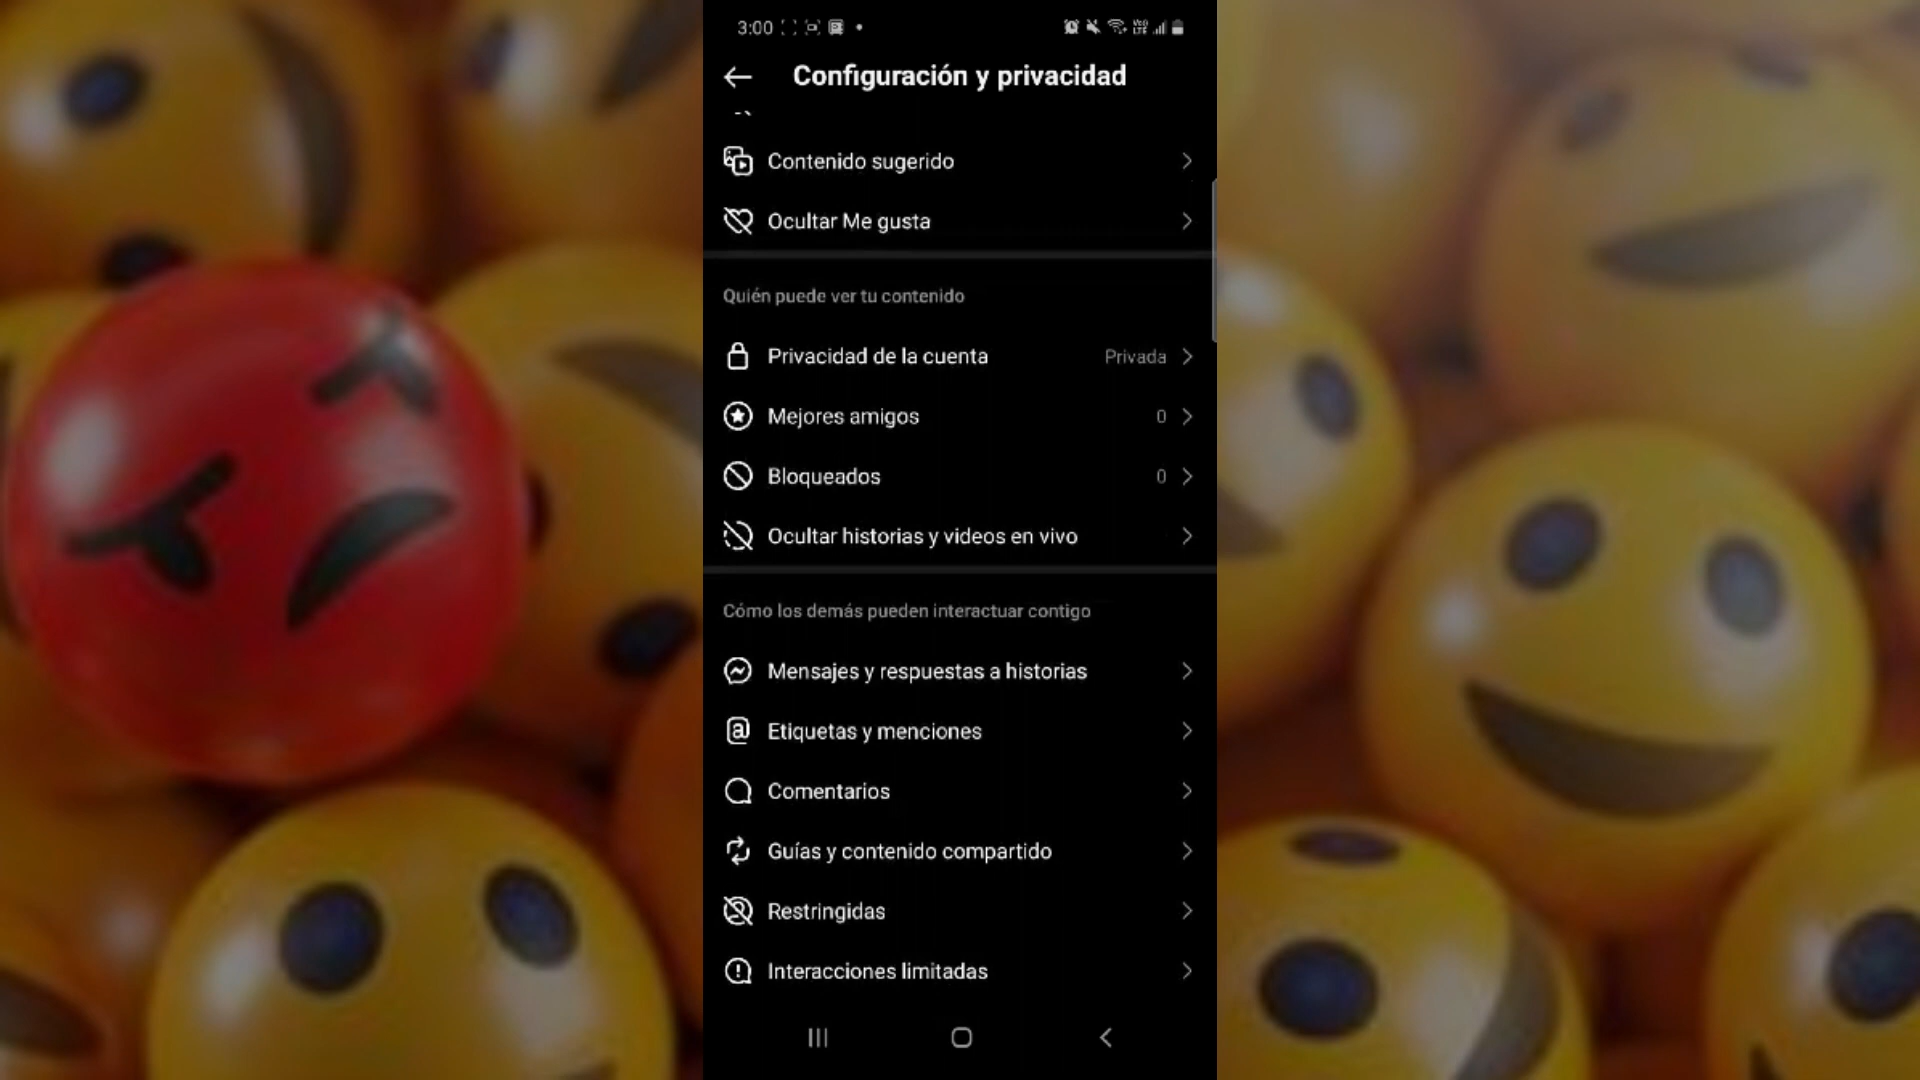 3:00
Configuración y privacidad
Contenido sugerido
Ocultar Me gusta
Quién puede ver tu contenido
Privacidad de la cuenta Privada
Mejores amigos 0
Bloqueados 0
Ocultar historias y videos en vivo
Cómo los demás pueden interactuar contigo
Mensajes y respuestas a historias
Etiquetas y menciones
Comentarios
Guías y contenido compartido
Restringidas
Interacciones limitadas